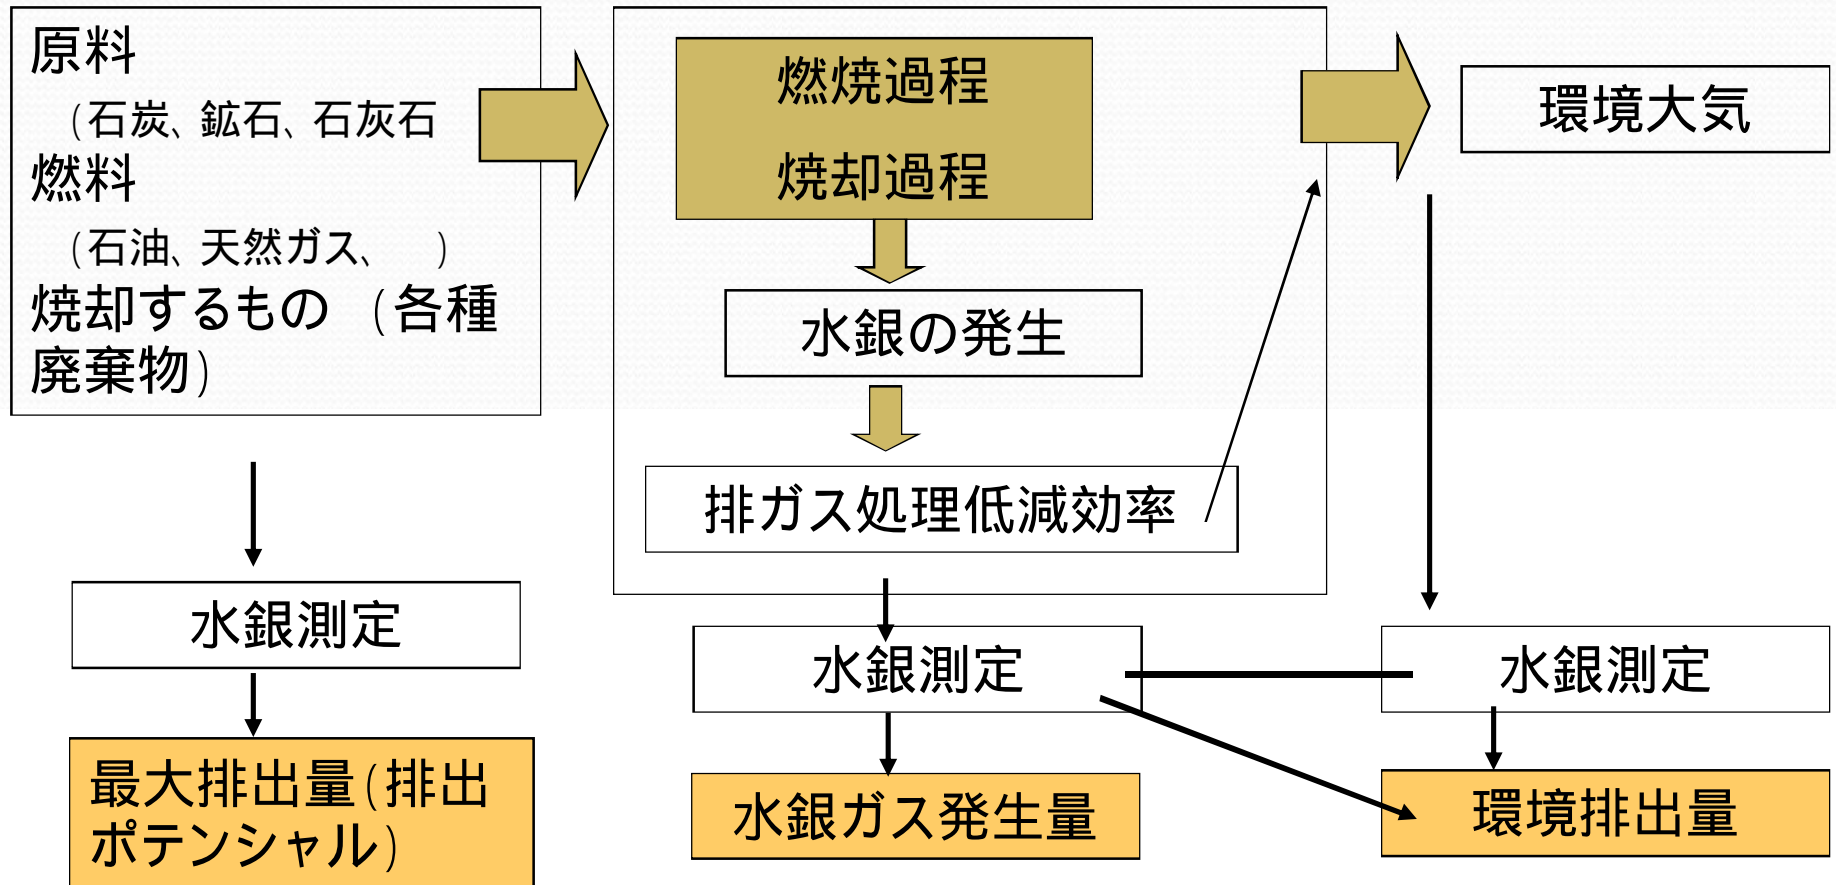 原料
(石炭、鉱石、石灰石
燃料
(石油、天然ガス、　)
焼却するもの (各種
廃棄物)
燃焼過程
焼却過程
水銀の発生
排ガス処理低減効率
環境大気
水銀測定
最大排出量(排出
ポテンシャル)
水銀測定
水銀ガス発生量
水銀測定
環境排出量